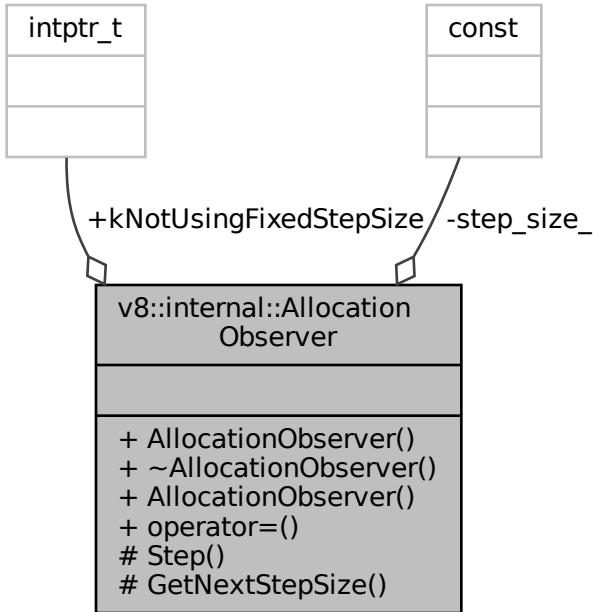 intptr_t
const
+kNotUsingFixedStepSize
-step_size_
v8::internal::Allocation
Observer
+ AllocationObserver()
+ ~AllocationObserver()
+ AllocationObserver()
+ operator=()
# Step()
# GetNextStepSize()